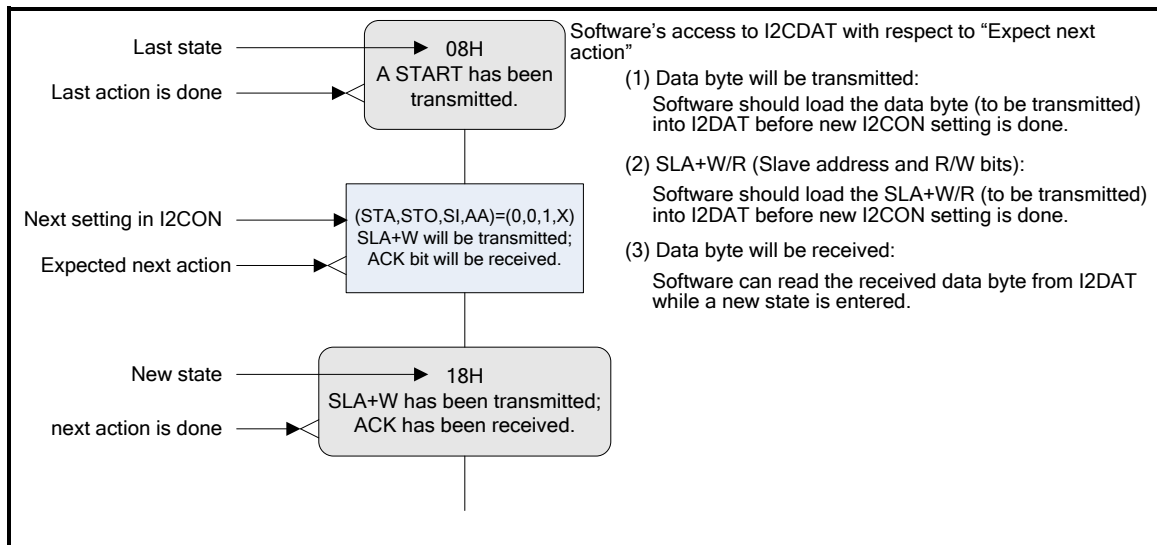 Last state
08H
Last action is done
A START has been
transmitted.
Next setting in I2CON
(STA,STO,SI,AA)=(0,0,1,X)
SLA+W will be transmitted;
Expected next action
ACK bit will be received.
New state
18H
SLA+W has been transmitted;
next action is done
ACK has been received.
Software’s access to I2CDAT with respect to “Expect next
action”
(1) Data byte will be transmitted:
Software should load the data byte (to be transmitted)
into I2DAT before new I2CON setting is done.
(2) SLA+W/R (Slave address and R/W bits):
Software should load the SLA+W/R (to be transmitted)
into I2DAT before new I2CON setting is done.
(3) Data byte will be received:
Software can read the received data byte from I2DAT
while a new state is entered.